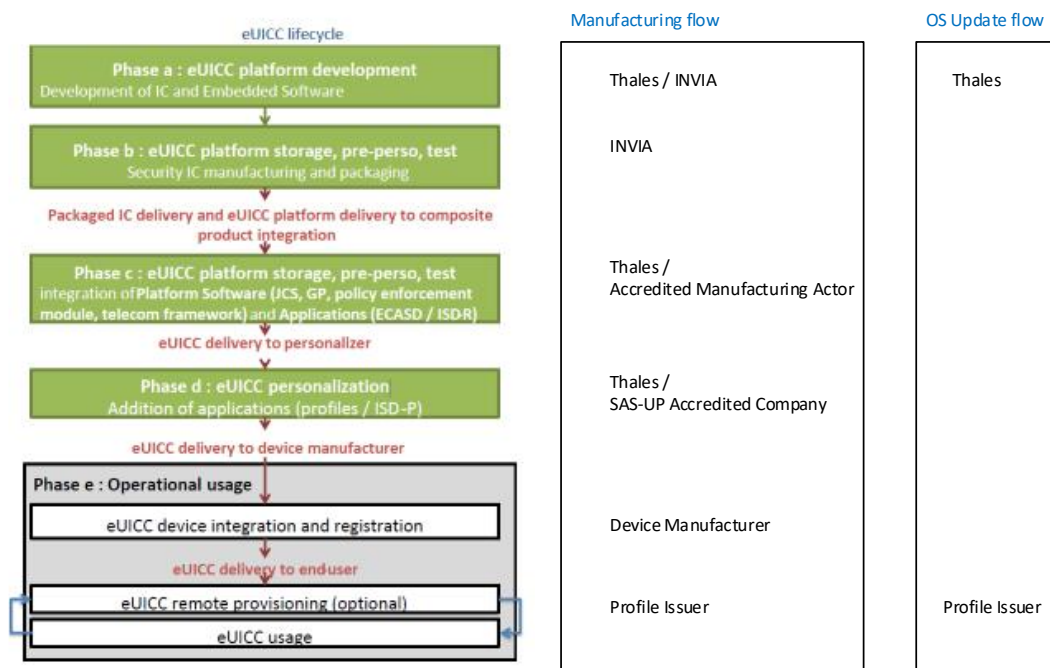 Manufacturing flow
OS Update flow
eUICC lifecycle
Phase a : eUICC platform development
Development of IC and Embedded Software
Thales / INVIA
Thales
Phase b : eUICC platform storage, pre-perso, test
Security IC manufacturing and packaging
INVIA
Packaged IC delivery and eUICC platform delivery to composite
product integration
Phase c : eUICC platform storage, pre-perso, test
integration of Platform Software (JCS, GP, policy enforcement
module, telecom framework) and Applications (ECASD / ISDR)
Thales /
Accredited Manufacturing Actor
eUICC delivery to personalizer
Phase d : eUICC personalization
Addition of applications (profiles / ISD-P)
Thales /
SAS-UP Accredited Company
eUICC delivery to device manufacturer
Phase e : Operational usage
eUICC device integration and registration
Device Manufacturer
eUICC delivery to enduser
eUICC remote provisioning (optional)
Profile Issuer
Profile Issuer
eUICC usage